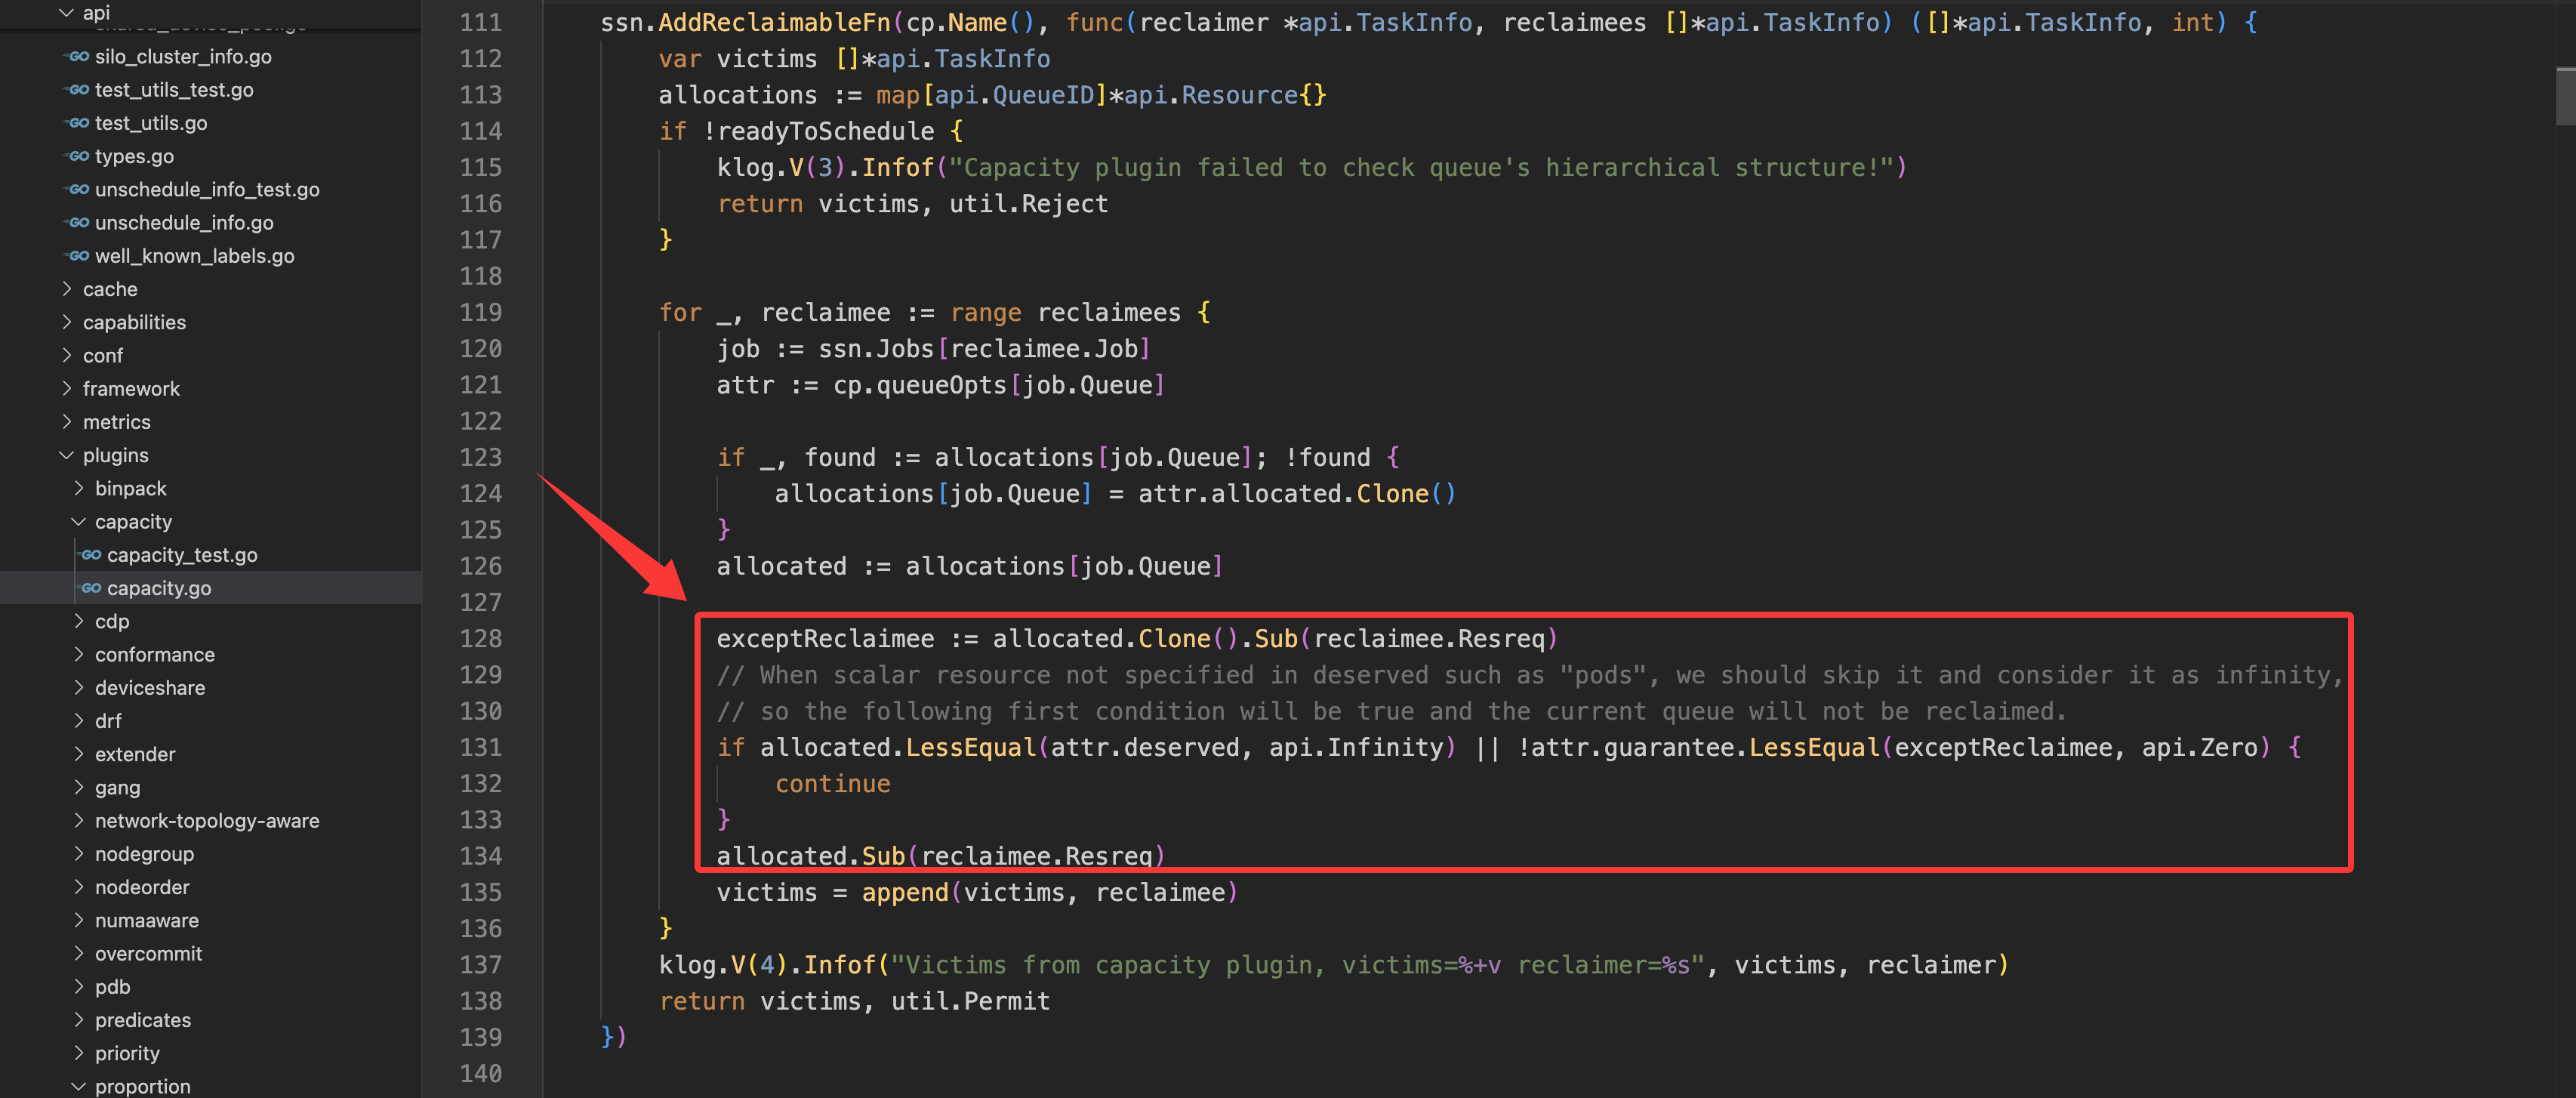 api
silo_cluster_info.go
test_utils_test.go
test_utils.go
types.go
unschedule_info_test.go
unschedule_info.go
well_known_labels.go
cache
capabilities
conf
framework
metrics
plugins
binpack
capacity
capacity_test.go
capacity.go
cdp
conformance
deviceshare
drf
extender
gang
network-topology-aware
nodegroup
nodeorder
numaaware
overcommit
pdb
predicates
priority
proportion
111 ssn.AddReclaimableFn(cp.Name(), func(reclaimer *api.TaskInfo, reclaimees []*api.TaskInfo) ([]*api.TaskInfo, int) {
112 var victims []*api.TaskInfo
113 allocations := map[api.QueueID]*api.Resource{}
114 if !readyToSchedule {
115 klog.V(3).Infof("Capacity plugin failed to check queue's hierarchical structure!")
116 return victims, util.Reject
117 }
118
119 for _, reclaimee := range reclaimees {
120 job := ssn.Jobs[reclaimee.Job]
121 attr := cp.queueOpts[job.Queue]
122
123 if _, found := allocations[job.Queue]; !found {
124 allocations[job.Queue] = attr.allocated.Clone()
125 }
126 allocated := allocations[job.Queue]
127
128 exceptReclaimee := allocated.Clone().Sub(reclaimee.Resreq)
129 // When scalar resource not specified in deserved such as "pods", we should skip it and consider it as infinity,
130 // so the following first condition will be true and the current queue will not be reclaimed.
131 if allocated.LessEqual(attr.deserved, api.Infinity) || !attr.guarantee.LessEqual(exceptReclaimee, api.Zero) {
132 continue
133 }
134 allocated.Sub(reclaimee.Resreq)
135 victims = append(victims, reclaimee)
136 }
137 klog.V(4).Infof("Victims from capacity plugin, victims=%+v reclaimer=%s", victims, reclaimer)
138 return victims, util.Permit
139 })
140